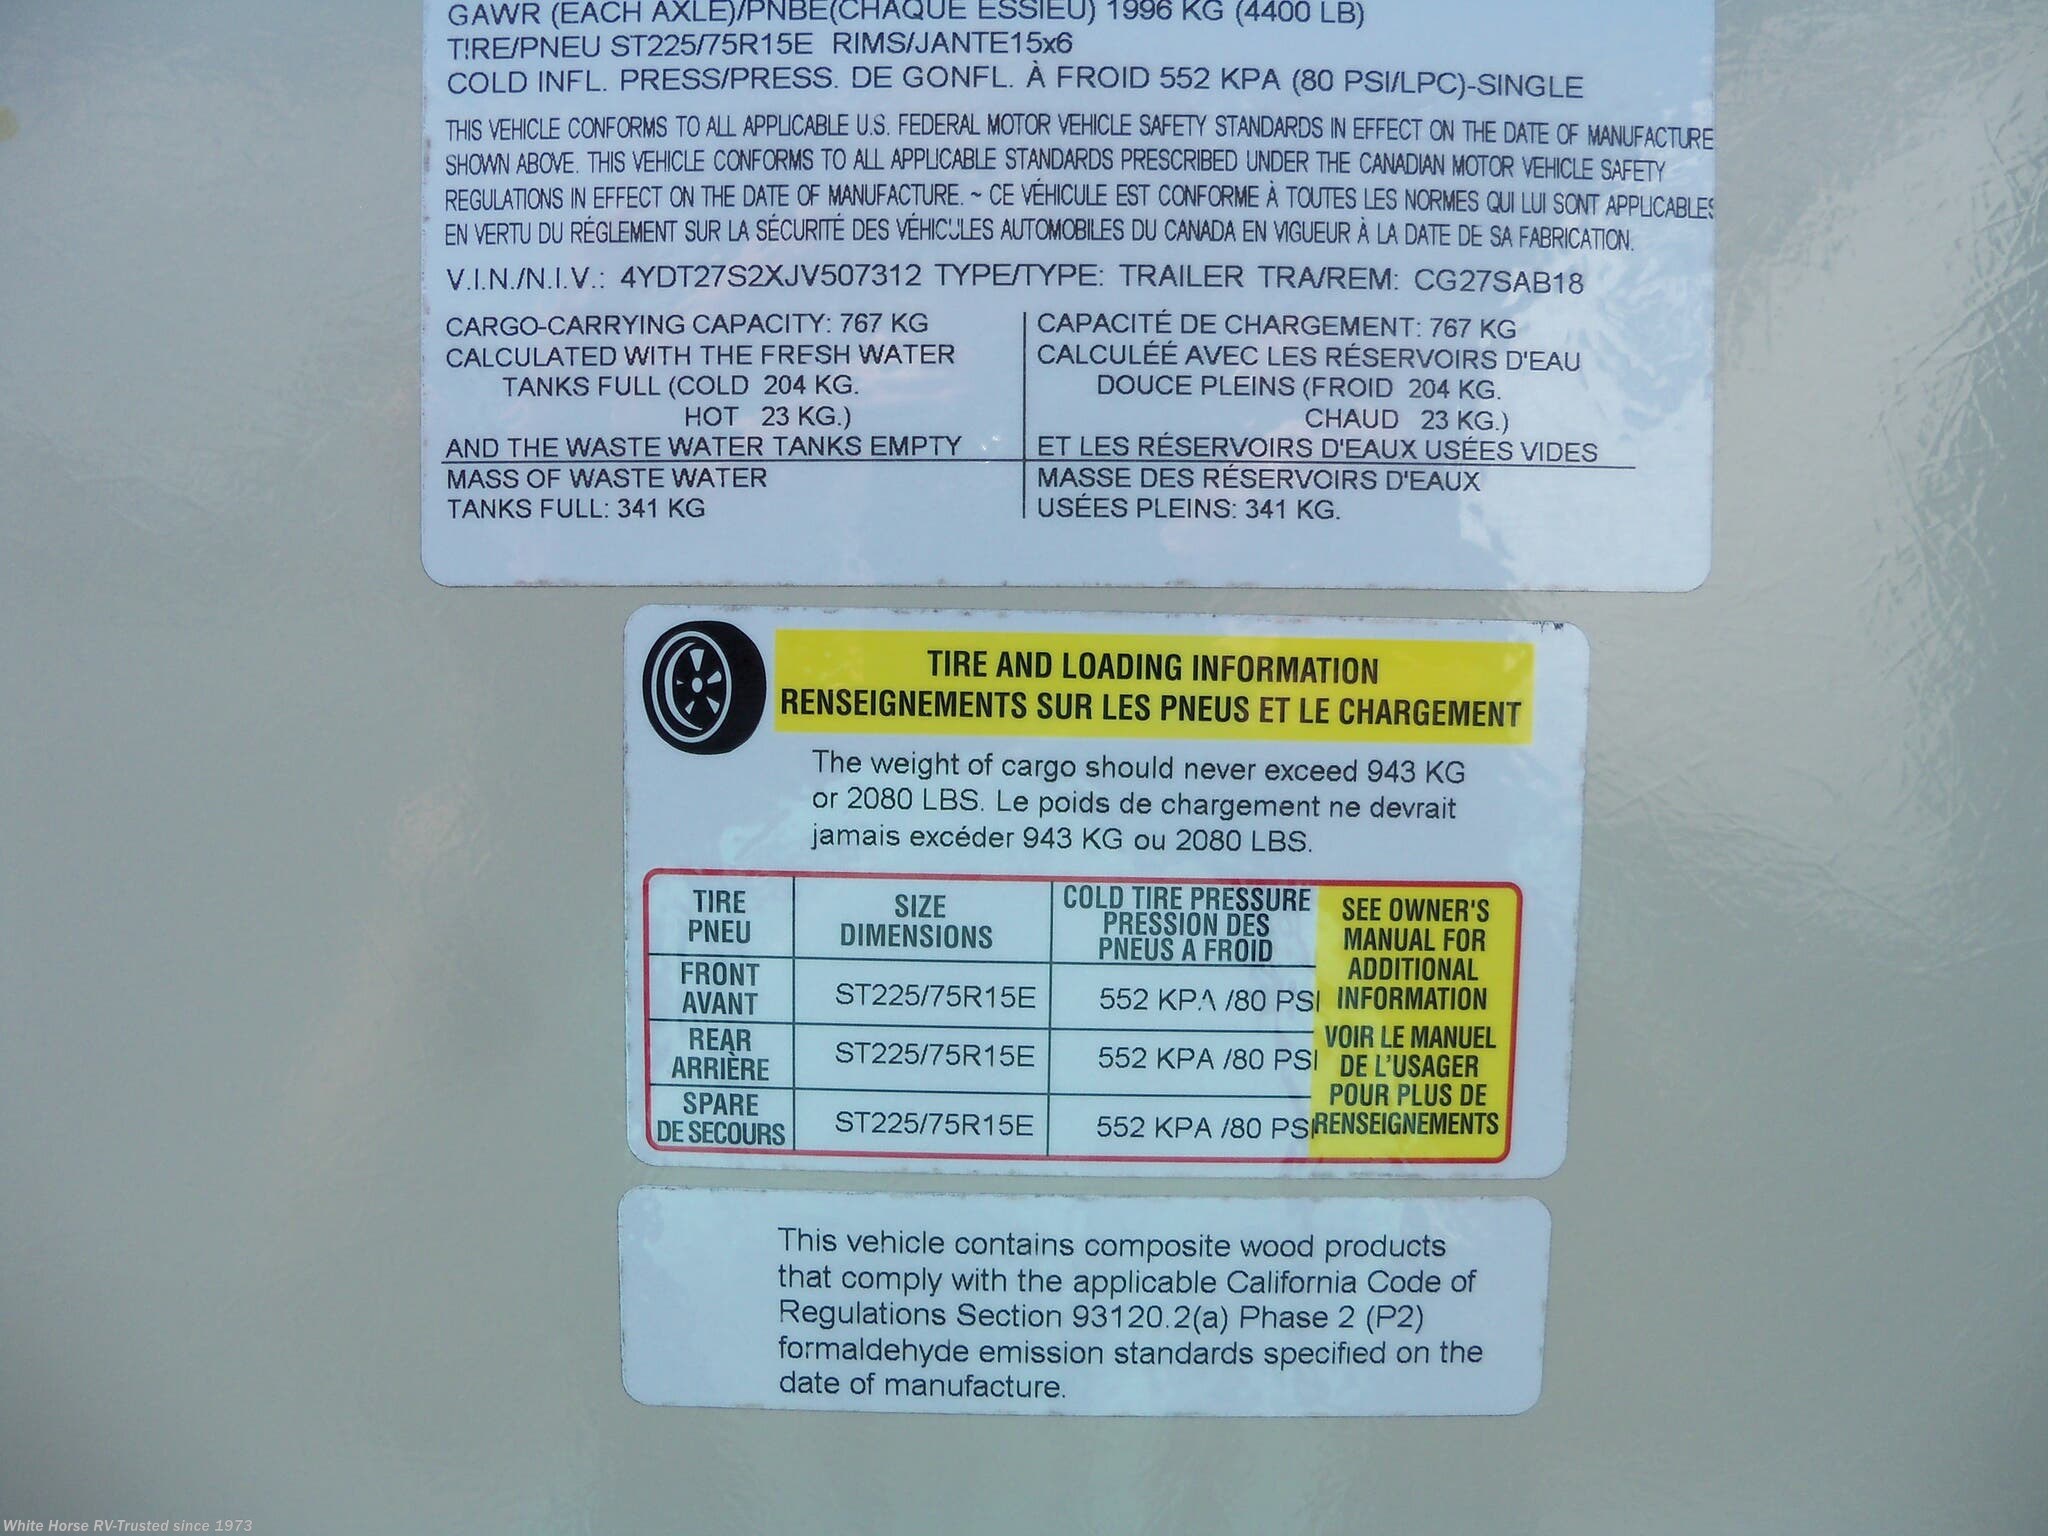 GAWR (EACH AXLE)/PNBE(CHAQUE ESSIEU) 1996 KG (4400 LB)
TIRE/PNEU ST225/75R15E RIMS/JANTE15x6
COLD INFL. PRESS/PRESS. DE GONFL. À FROID 552 KPA (80 PSI/LPC)-SINGLE
THIS VEHICLE CONFORMS TO ALL APPLICABLE U.S. FEDERAL MOTOR VEHICLE SAFETY STANDARDS IN EFFECT ON THE DATE OF MANUFACTURE
SHOWN ABOVE. THIS VEHICLE CONFORMS TO ALL APPLICABLE STANDARDS PRESCRIBED UNDER THE CANADIAN MOTOR VEHICLE SAFETY
REGULATIONS IN EFFECT ON THE DATE OF MANUFACTURE. ~ CE VÉHICULE EST CONFORME À TOUTES LES NORMES QUI LUI SONT APPLICABLES
EN VERTU DU RÉGLEMENT SUR LA SÉCURITÉ DES VÉHICULES AUTOMOBILES DU CANADA EN VIGUEUR À LA DATE DE SA FABRICATION.
V.I.N./N.I.V.: 4YDT27S2XJV507312 TYPE/TYPE: TRAILER TRA/REM: CG27SAB18
CARGO-CARRYING CAPACITY: 767 KG
CALCULATED WITH THE FRESH WATER
TANKS FULL (COLD 204 KG.
HOT 23 KG.)
AND THE WASTE WATER TANKS EMPTY
MASS OF WASTE WATER
TANKS FULL: 341 KG
CAPACITÉ DE CHARGEMENT: 767 KG
CALCULÉÉ AVEC LES RÉSERVOIRS D'EAU
DOUCE PLEINS (FROID 204 KG.
CHAUD 23 KG.)
ET LES RÉSERVOIRS D'EAUX USÉES VIDES
MASSE DES RÉSERVOIRS D'EAUX
USÉES PLEINS: 341 KG.
TIRE AND LOADING INFORMATION
RENSEIGNEMENTS SUR LES PNEUS ET LE CHARGEMENT
The weight of cargo should never exceed 943 KG
or 2080 LBS. Le poids de chargement ne devrait
jamais excéder 943 KG ou 2080 LBS.
TIRE
PNEU
SIZE
DIMENSIONS
COLD TIRE PRESSURE
PRESSION DES
PNEUS A FROID
FRONT
AVANT
ST225/75R15E
552 KPA /80 PSI
REAR
ARRIÈRE
ST225/75R15E
552 KPA /80 PSI
SPARE
DE SECOURS
ST225/75R15E
552 KPA /80 PSI
SEE OWNER'S
MANUAL FOR
ADDITIONAL
INFORMATION
VOIR LE MANUEL
DE L'USAGER
POUR PLUS DE
RENSEIGNEMENTS
This vehicle contains composite wood products
that comply with the applicable California Code of
Regulations Section 93120.2(a) Phase 2 (P2)
formaldehyde emission standards specified on the
date of manufacture.
White Horse RV-Trusted since 1973